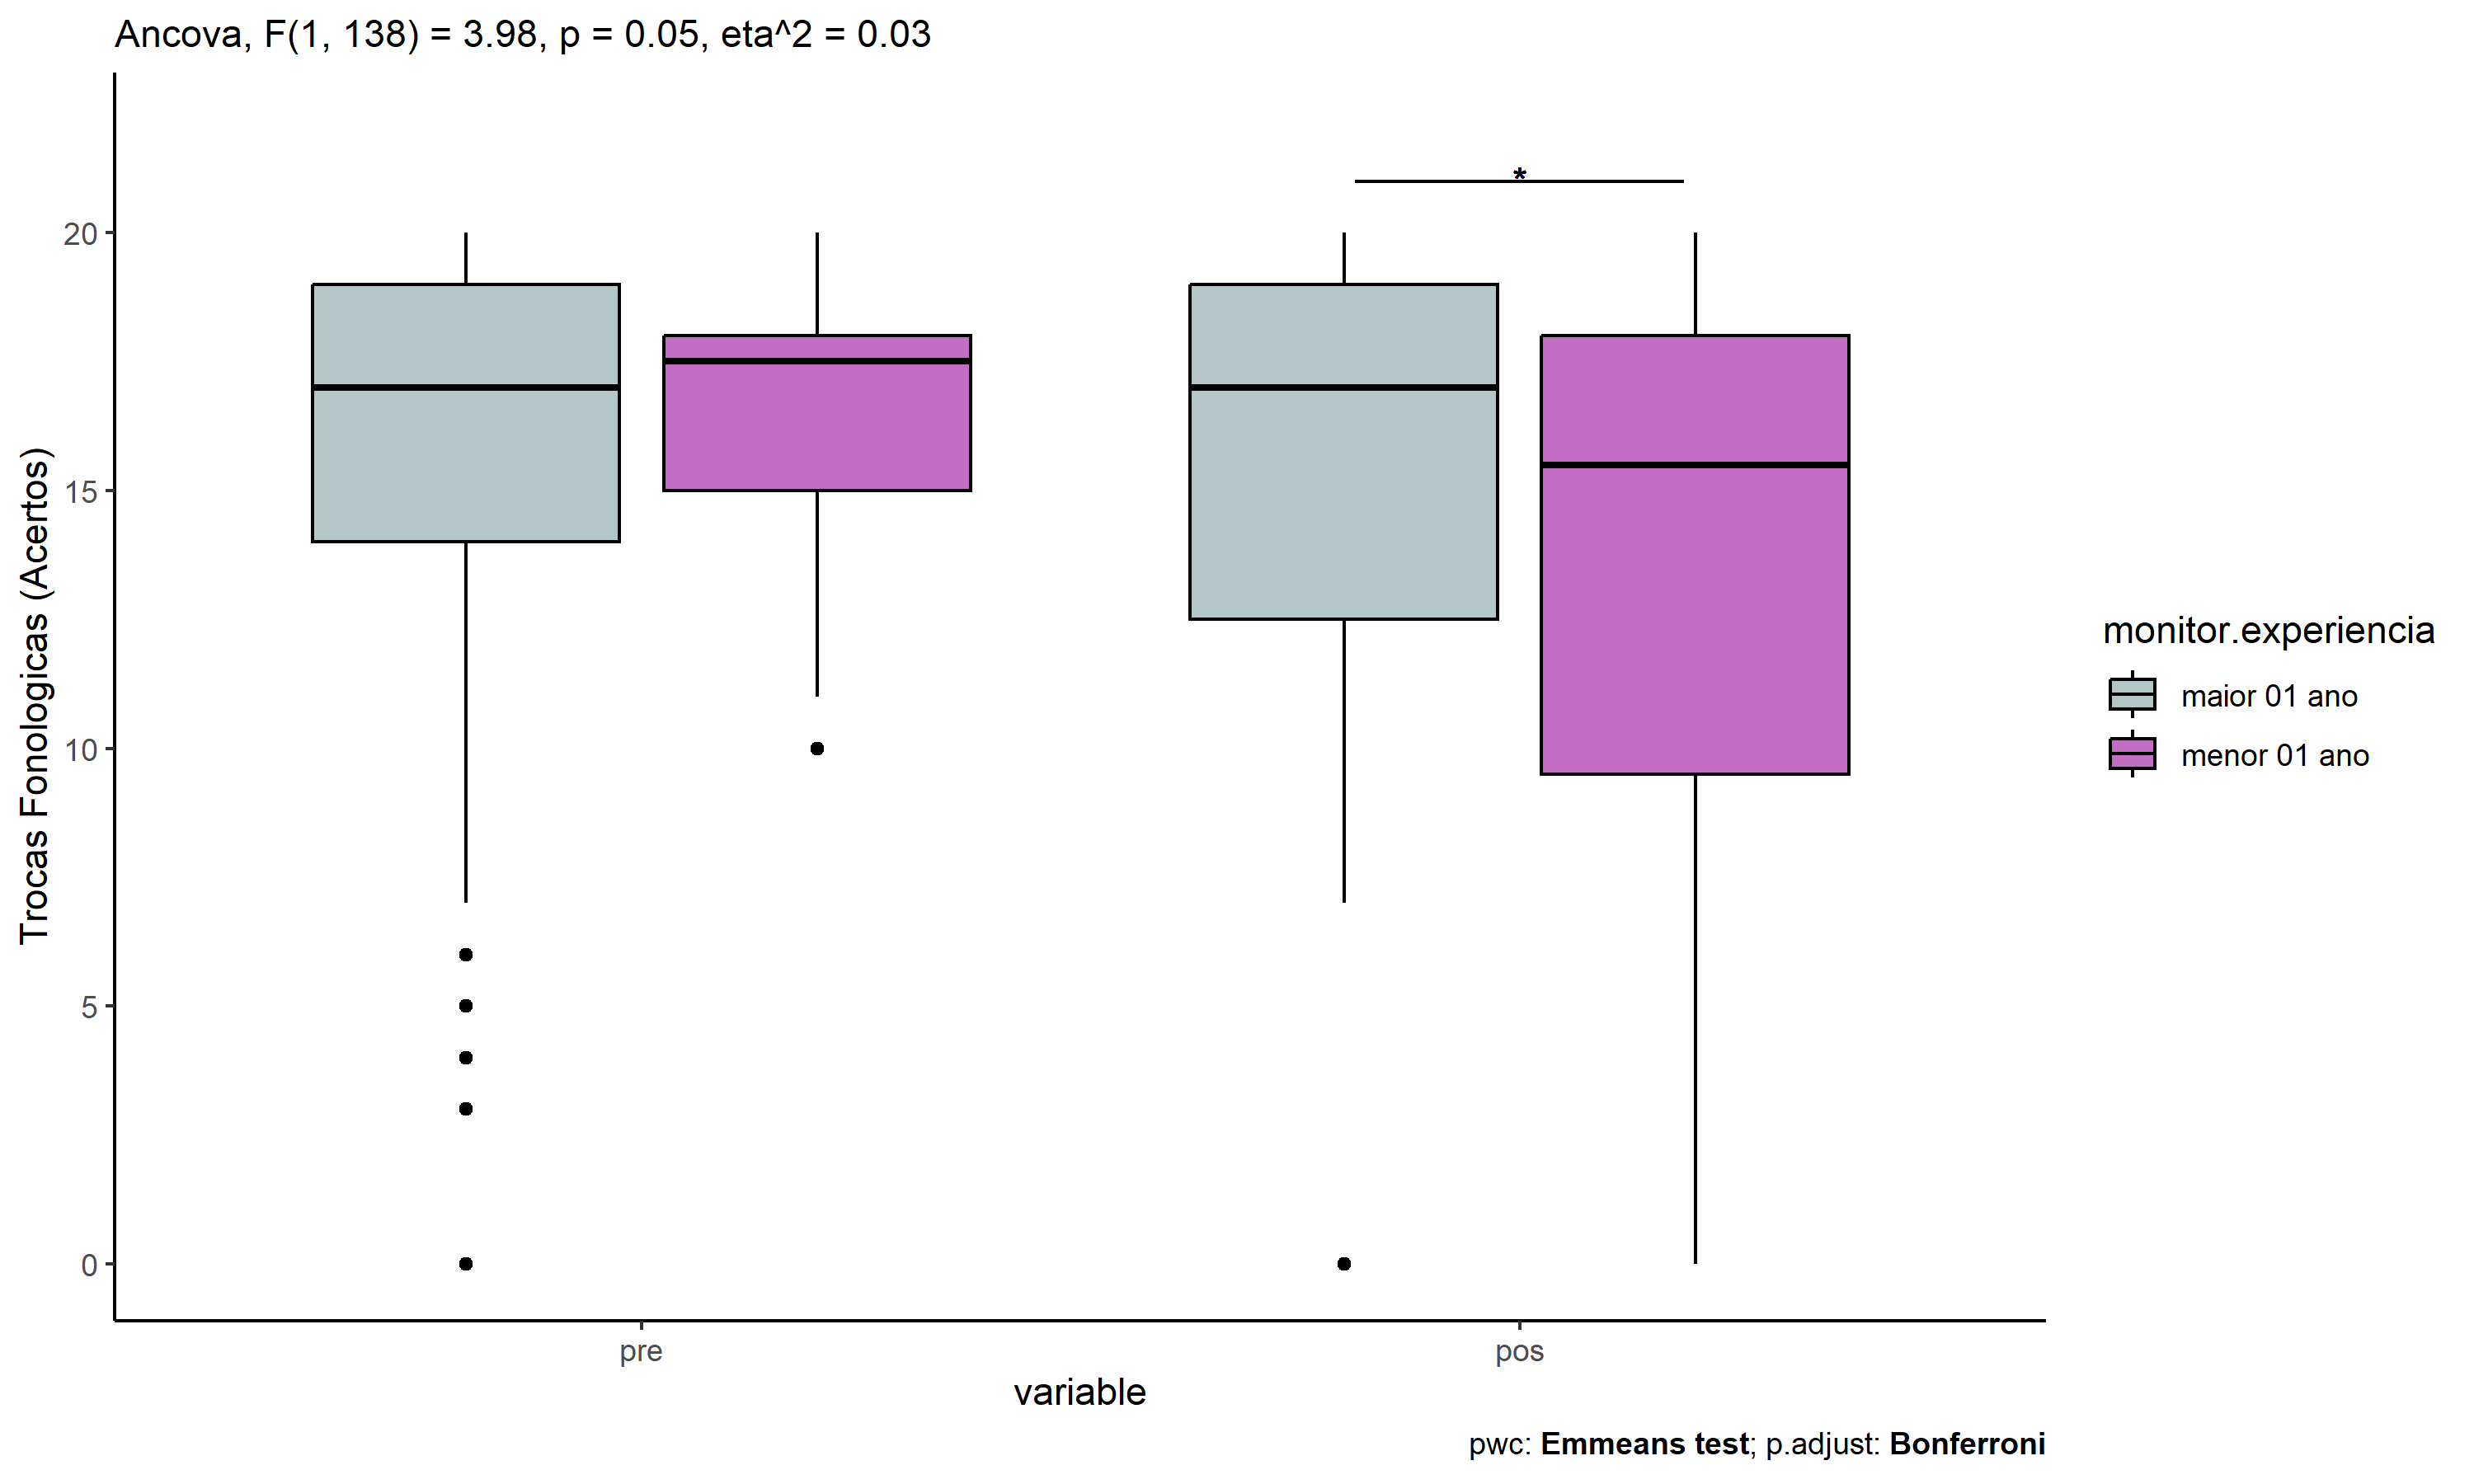 Ancova, F(1, 138) = 3.98, p = 0.05, eta^2 = 0.03
Trocas Fonologicas (Acertos)
20
15
10
5
0
*
pre
pos
variable
monitor.experiencia
maior 01 ano
menor 01 ano
pwc: Emmeans test; p.adjust: Bonferroni